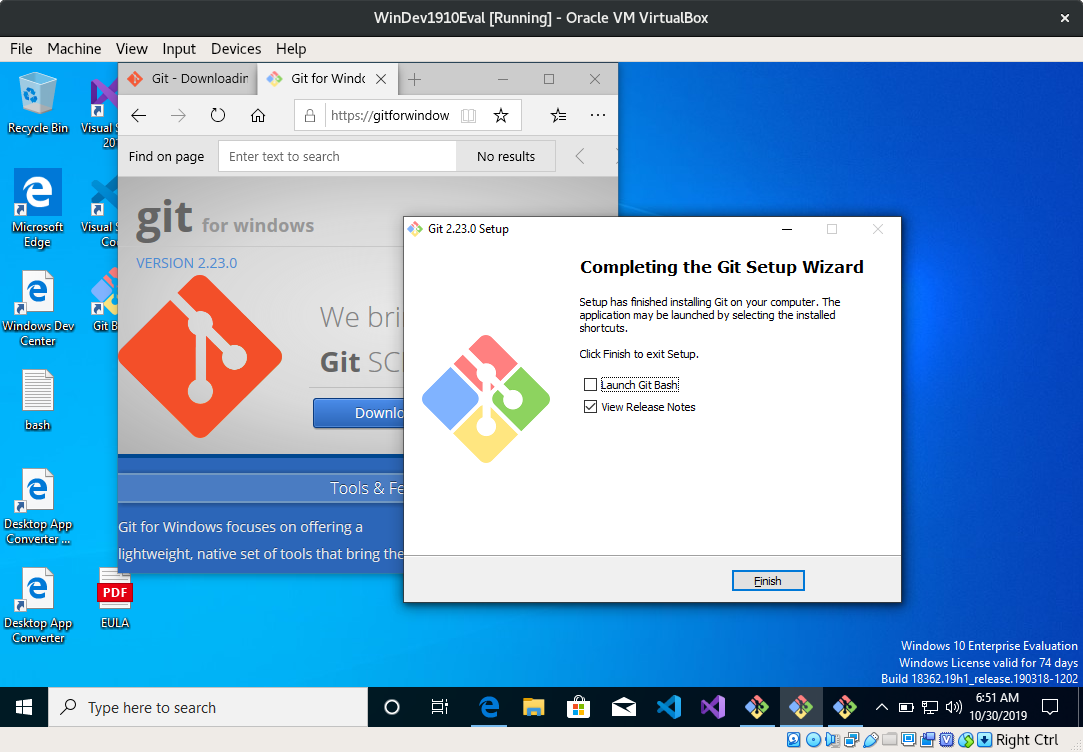 WinDev1910Eval [Running] - Oracle VM VirtualBox
File Machine View Input Devices Help
Recycle Bin
Visual S
201
Microsoft
Edge
Visual S
Co
Windows Dev
Center
Git B
bash
Desktop App
Converter ...
Desktop App
Converter
PDF
EULA
Git - Downloadin
Git for Windo
https://gitforwindow
Find on page
Enter text to search
No results
git for windows
VERSION 2.23.0
We bri
Git SC
Downlo
Tools & Fe
Git for Windows focuses on offering a
lightweight, native set of tools that bring the
Git 2.23.0 Setup
Completing the Git Setup Wizard
Setup has finished installing Git on your computer. The
application may be launched by selecting the installed
shortcuts.
Click Finish to exit Setup.
Launch Git Bash
View Release Notes
Finish
Windows 10 Enterprise Evaluation
Windows License valid for 74 days
Build 18362.19h1_release.190318-1202
Type here to search
6:51 AM
10/30/2019
Right Ctrl